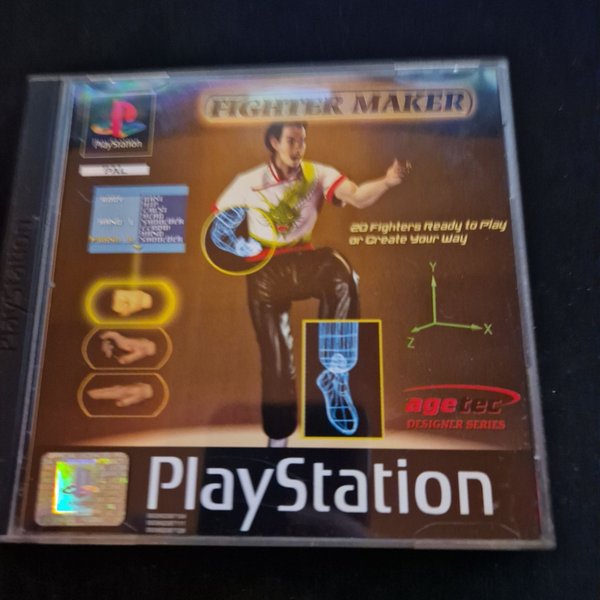 FIGHTER MAKER
PlayStation
PAL
20 Fighters Ready to Play
or Create Your Way
Y
X
Z
agetec
DESIGNER SERIES
PlayStation
PlayStation